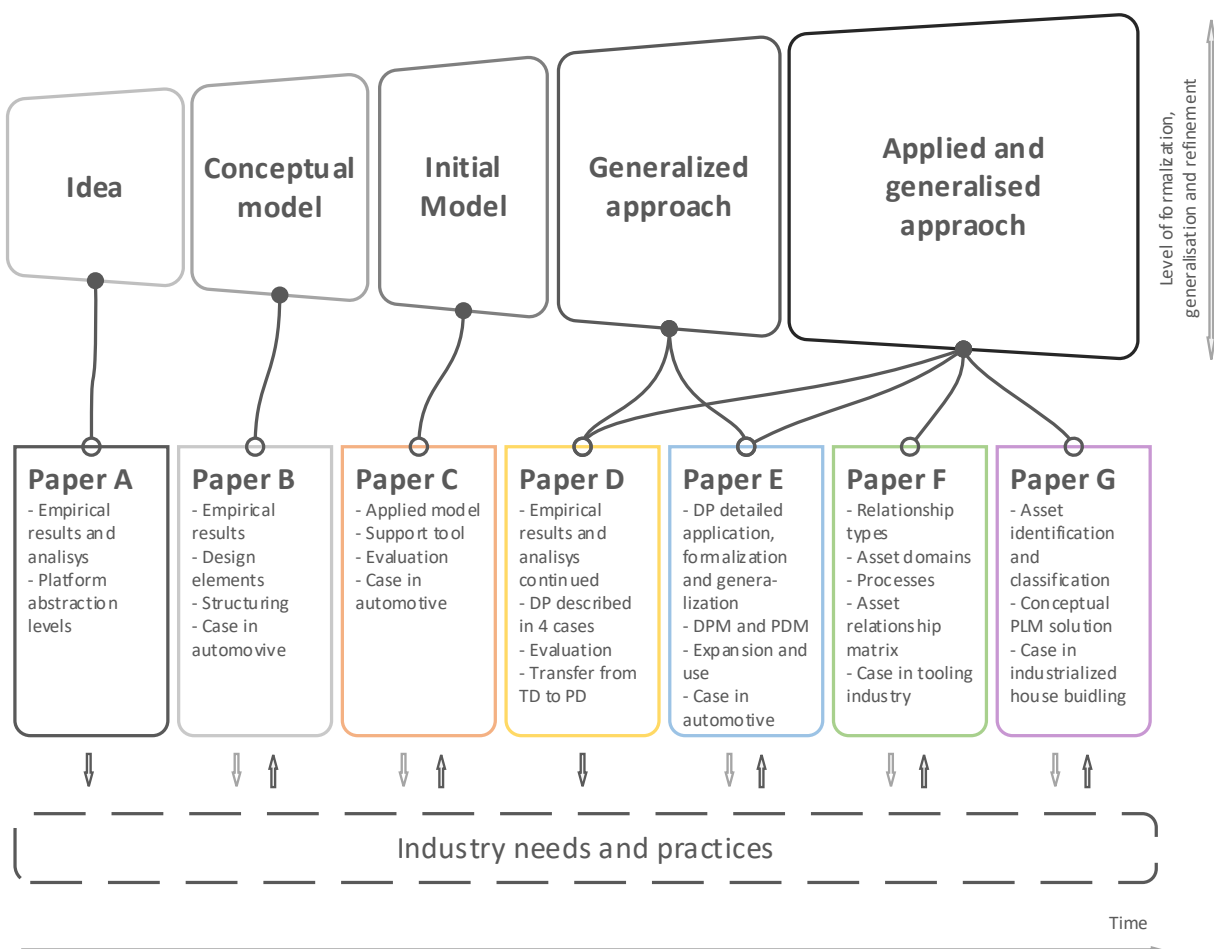 Idea
Conceptual
model
Initial
Model
Generalized
approach
Applied and
generalised
appraoch
Level of formalization,
generalisation and refinement
Paper A
- Empirical
results and
analisys
- Platform
abstraction
levels
Paper B
- Empirical
results
- Design
elements
- Structuring
- Case in
automovive
Paper C
- Applied model
- Support tool
- Evaluation
- Case in
automotive
Paper D
- Empirical
results and
analisys
continued
- DP described
in 4 cases
- Evaluation
- Transfer from
TD to PD
Paper E
- DP detailed
application,
formalization
and genera-
lization
- DPM and PDM
- Expansion and
use
- Case in
automotive
Paper F
- Relationship
types
- Asset domains
- Processes
- Asset
relationship
matrix
- Case in tooling
industry
Paper G
- Asset
identification
and
classification
- Conceptual
PLM solution
- Case in
industrialized
house buidling
Industry needs and practices
Time